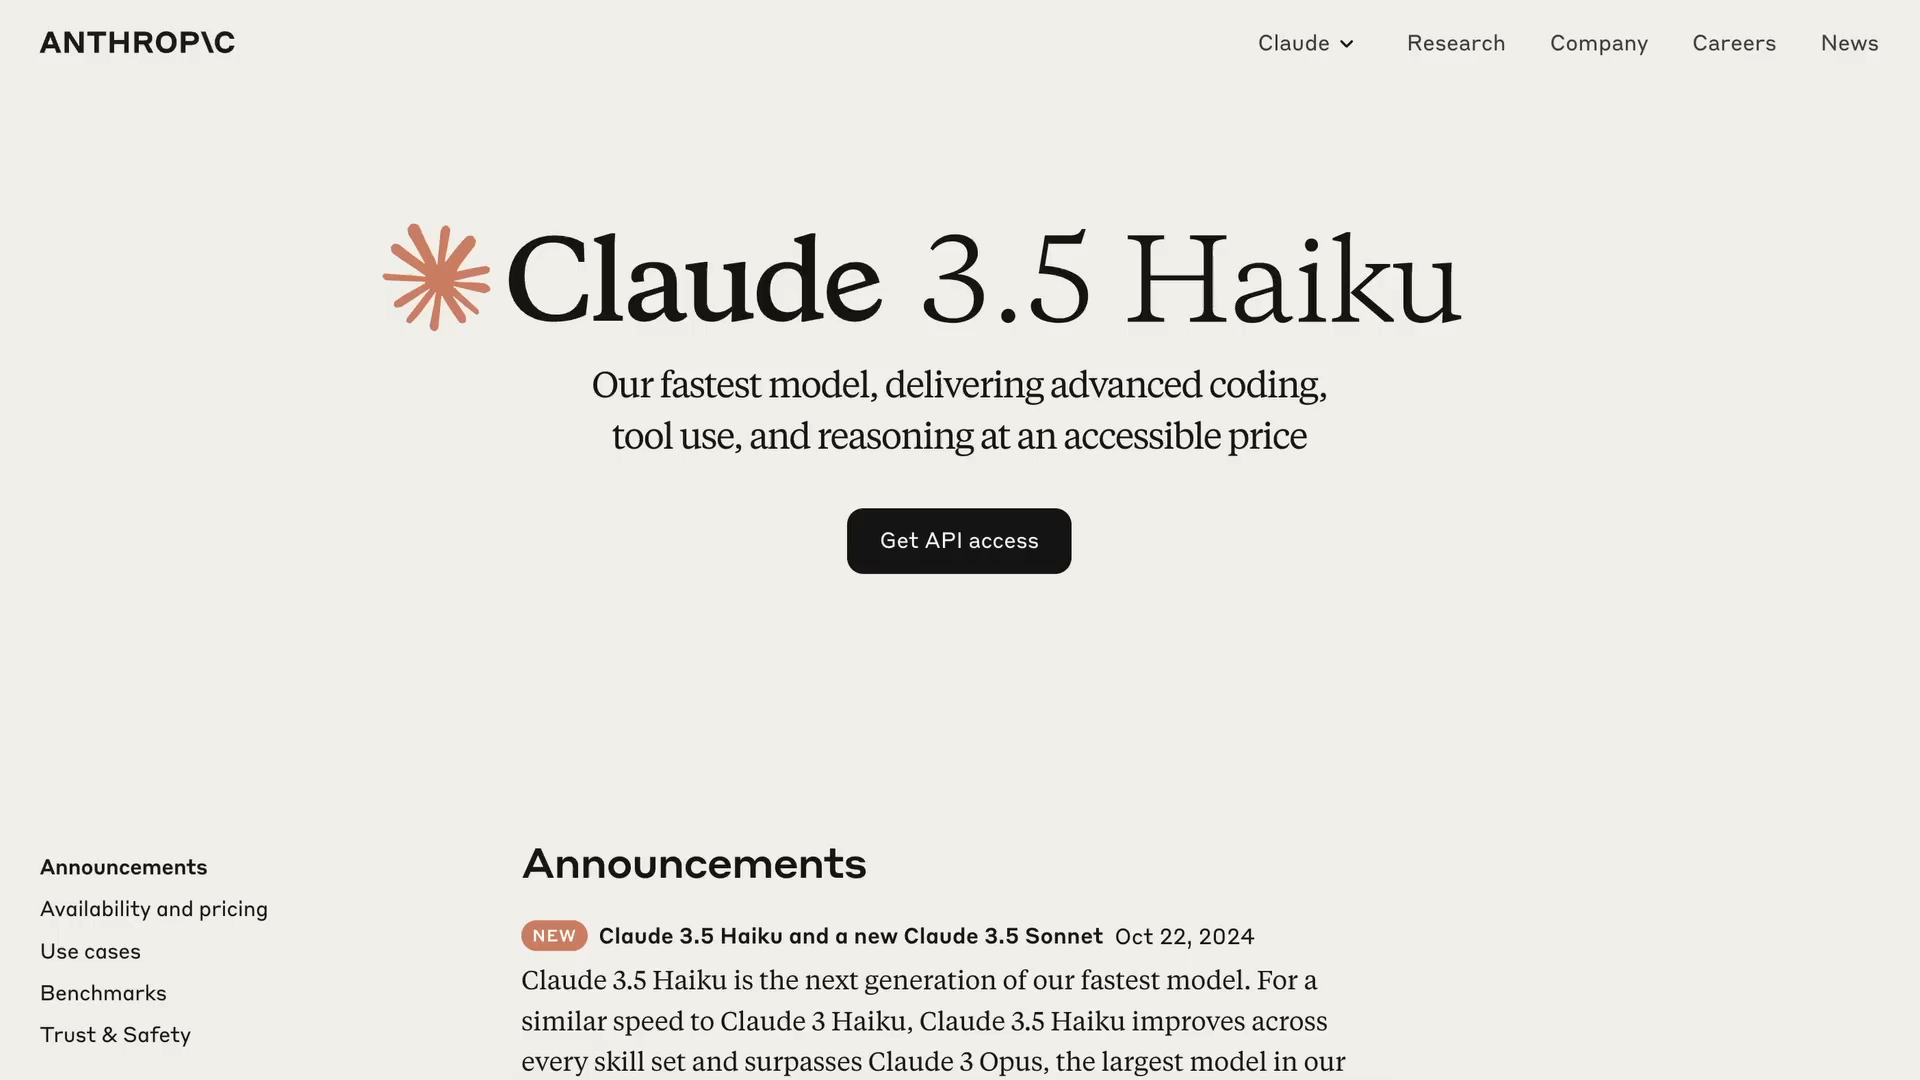 ANTHROP\C
Claude
Research
Company
Careers
News
Claude 3.5 Haiku
Our fastest model, delivering advanced coding,
tool use, and reasoning at an accessible price
Get API access
Announcements
Availability and pricing
Use cases
Benchmarks
Trust & Safety
Announcements
NEW Claude 3.5 Haiku and a new Claude 3.5 Sonnet Oct 22, 2024
Claude 3.5 Haiku is the next generation of our fastest model. For a
similar speed to Claude 3 Haiku, Claude 3.5 Haiku improves across
every skill set and surpasses Claude 3 Opus, the largest model in our